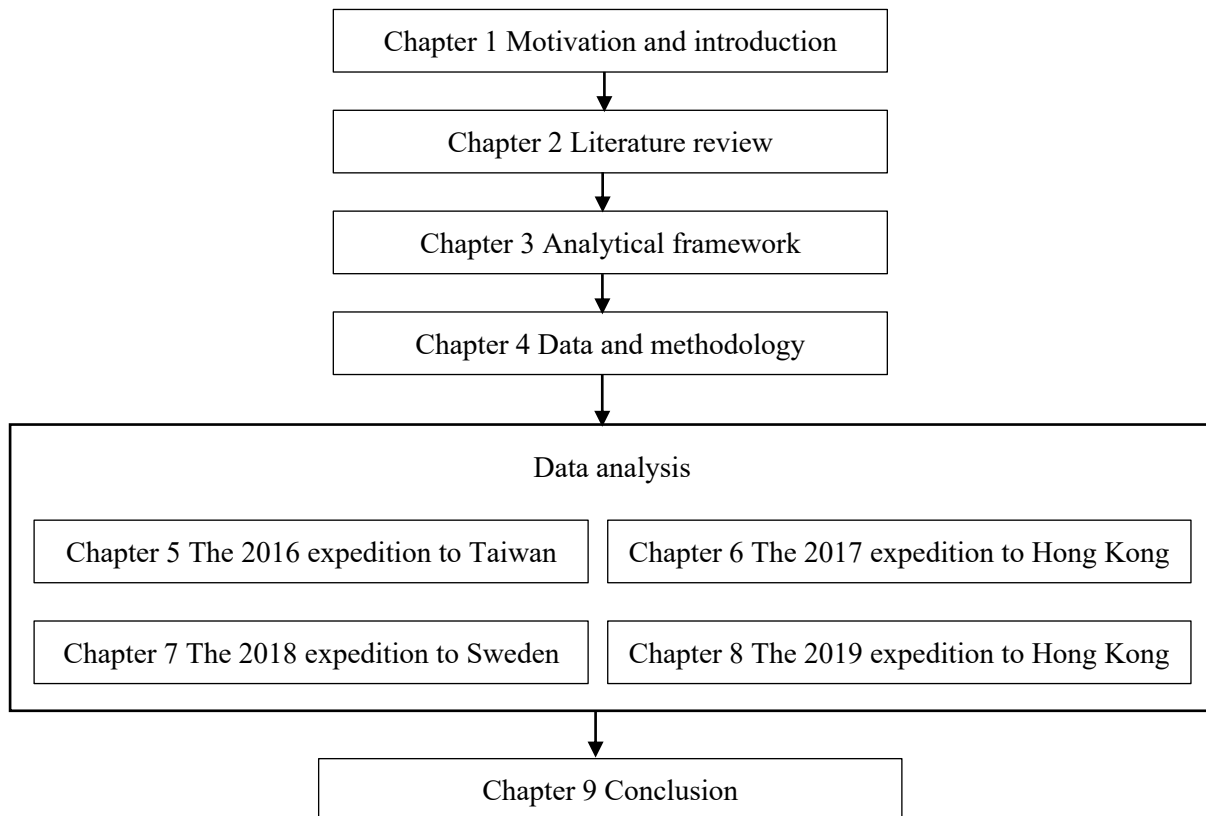 Chapter 1 Motivation and introduction
Chapter 2 Literature review
Chapter 3 Analytical framework
Chapter 4 Data and methodology
Data analysis
Chapter 5 The 2016 expedition to Taiwan
Chapter 6 The 2017 expedition to Hong Kong
Chapter 7 The 2018 expedition to Sweden
Chapter 8 The 2019 expedition to Hong Kong
Chapter 9 Conclusion